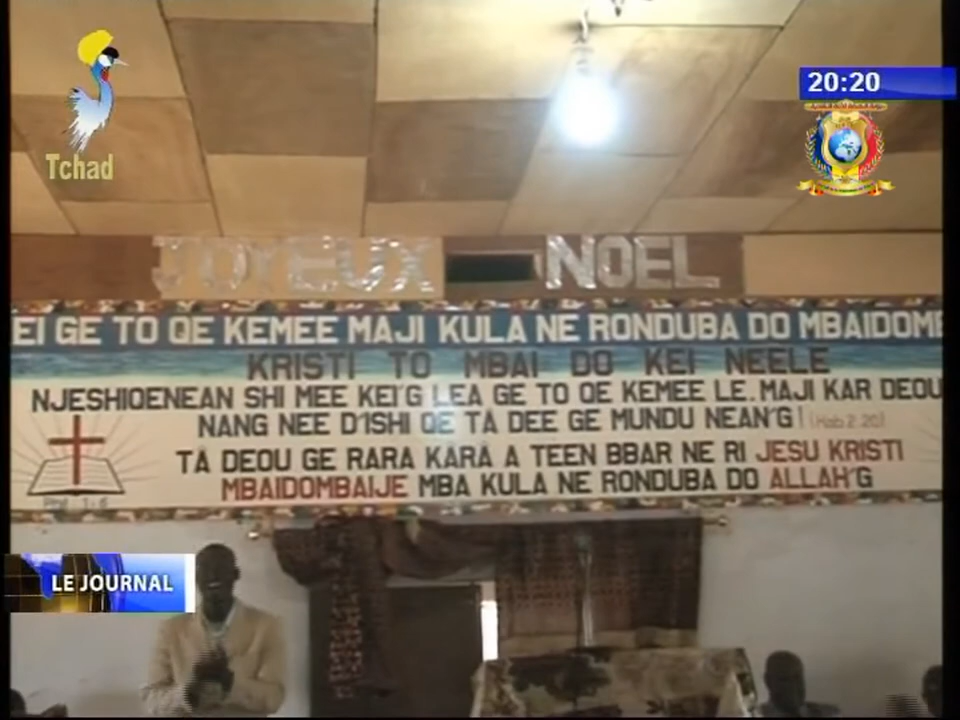 20:20
Tchad
JOYEUX NOEL
EI GE TO QE KEMEE MAJI KULA NE RONDUBA DO MBAIDOMB
KRISTI TO MBAI DO KEI NEELE
NJESHIQENEAN SHI MEE KEI'G LEA GE TO QE KEMEE LE. MAJI KAR DEOU
NANG NEE D'ISHI QE TA DEE GE MUNDU NEAN'G! (Hab 2.20)
TA DEOU GE RARA KARA A TEEN BBAR NE RI JESU KRISTI
MBAIDOMBAIJE MBA KULA NE RONDUBA DO ALLAH'G
LE JOURNAL